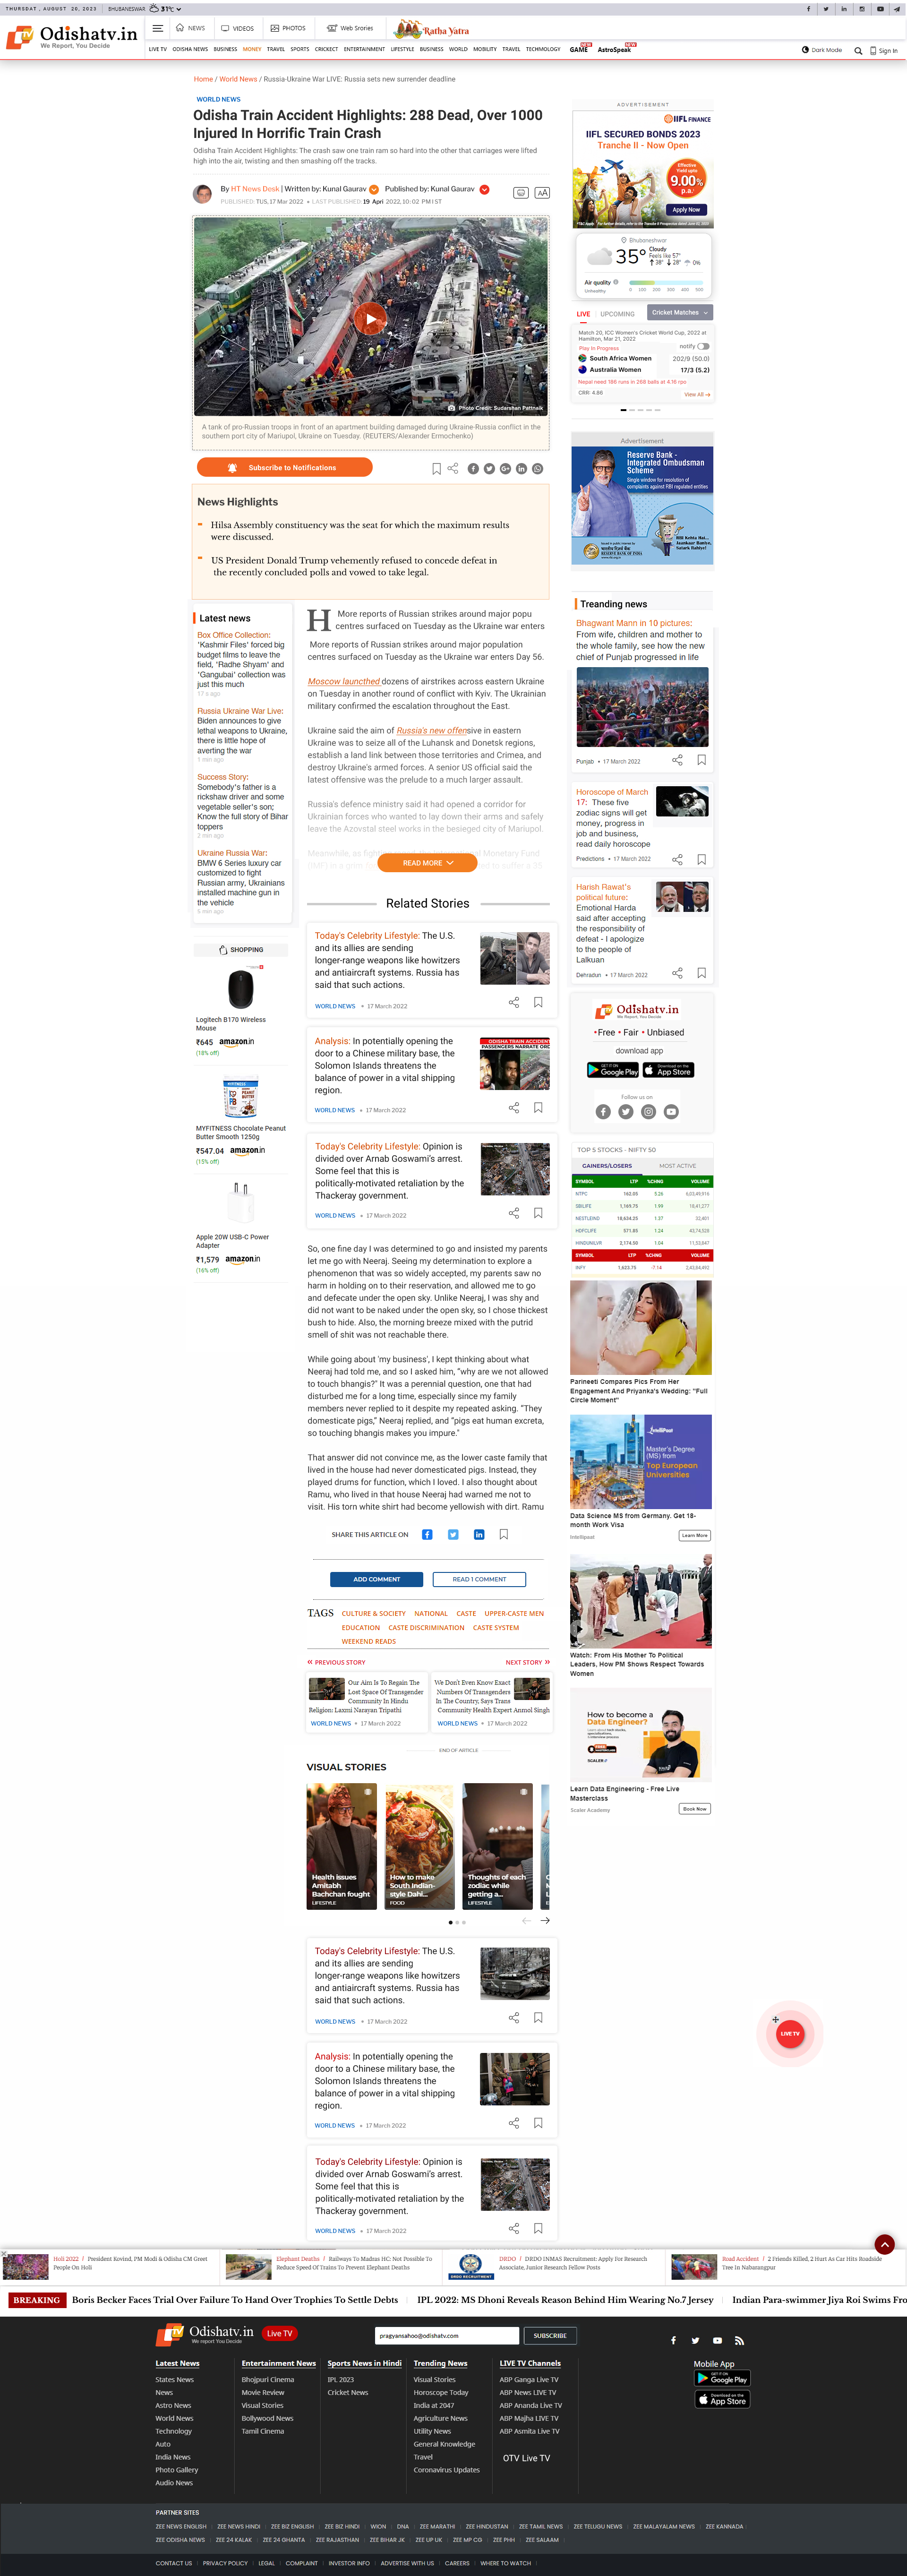 THURSDAY, AUGUST 20, 2023
BHUBANESWAR 31°C
Odishatv.in
We Report, You Decide
NEWS
VIDEOS
PHOTOS
Web Srories
Ratha Yatra
LIVE TV ODISHA NEWS BUSINESS MONEY TRAVEL SPORTS CRICKECT ENTERTAINMENT LIFESTYLE BUSINESS WORLD MOBILITY TRAVEL TECHNOLOGY GAME NEW AstroSpeak NEW
Dark Mode
Sign In
Home / World News / Russia-Ukraine War LIVE: Russia sets new surrender deadline
WORLD NEWS
Odisha Train Accident Highlights: 288 Dead, Over 1000
Injured In Horrific Train Crash
Odisha Train Accident Highlights: The crash saw one train ram so hard into the other that carriages were lifted
high into the air, twisting and then smashing off the tracks.
By HT News Desk | Written by: Kunal Gaurav Published by: Kunal Gaurav
PUBLISHED: TUS, 17 Mar 2022 • LAST PUBLISHED: 19 Apri 2022, 10:02 PM IST
AA
Photo Credit: Sudarshan Pattnaik
A tank of pro-Russian troops in front of an apartment building damaged during Ukraine-Russia conflict in the
southern port city of Mariupol, Ukraine on Tuesday. (REUTERS/Alexander Ermochenko)
Subscribe to Notifications
News Highlights
Hilsa Assembly constituency was the seat for which the maximum results
were discussed.
US President Donald Trump vehemently refused to concede defeat in
the recently concluded polls and vowed to take legal.
Latest news
Box Office Collection:
'Kashmir Files' forced big
budget films to leave the
field, 'Radhe Shyam' and
'Gangubai' collection was
just this much
17 s ago
Russia Ukraine War Live:
Biden announces to give
lethal weapons to Ukraine,
there is little hope of
averting the war
1 min ago
Success Story:
Somebody's father is a
rickshaw driver and some
vegetable seller's son;
Know the full story of Bihar
toppers
2 min ago
Ukraine Russia War:
BMW 6 Series luxury car
customized to fight
Russian army, Ukrainians
installed machine gun in
the vehicle
5 min ago
SHOPPING
Logitech B170 Wireless
Mouse
₹645 amazon.in
(18% off)
MYFITNESS Chocolate Peanut
Butter Smooth 1250g
₹547.04 amazon.in
(15% off)
Apple 20W USB-C Power
Adapter
₹1,579 amazon.in
(16% off)
H More reports of Russian strikes around major popu
centres surfaced on Tuesday as the Ukraine war enters
More reports of Russian strikes around major population
centres surfaced on Tuesday as the Ukraine war enters Day 56.
Moscow launcthed dozens of airstrikes across eastern Ukraine
on Tuesday in another round of conflict with Kyiv. The Ukrainian
military confirmed the escalation throughout the East.
Ukraine said the aim of Russia's new offensive in eastern
Ukraine was to seize all of the Luhansk and Donetsk regions,
establish a land link between those territories and Crimea, and
destroy Ukraine's armed forces. A senior US official said the
latest offensive was the prelude to a much larger assault.
Russia's defence ministry said it had opened a corridor for
Ukrainian forces who wanted to lay down their arms and safely
leave the Azovstal steel works in the besieged city of Mariupol.
READ MORE
Related Stories
Today's Celebrity Lifestyle: The U.S.
and its allies are sending
longer-range weapons like howitzers
and antiaircraft systems. Russia has
said that such actions.
WORLD NEWS • 17 March 2022
Analysis: In potentially opening the
door to a Chinese military base, the
Solomon Islands threatens the
balance of power in a vital shipping
region.
ODISHA TRAIN ACCIDENT
PASSENGERS NARRATE ORD
WORLD NEWS • 17 March 2022
Today's Celebrity Lifestyle: Opinion is
divided over Arnab Goswami's arrest.
Some feel that this is
politically-motivated retaliation by the
Thackeray government.
WORLD NEWS • 17 March 2022
So, one fine day I was determined to go and insisted my parents
let me go with Neeraj. Seeing my determination to explore a
phenomenon that was so widely accepted, my parents saw no
harm in holding on to their reservation, and allowed me to go
and defecate under the open sky. Unlike Neeraj, I was shy and
did not want to be naked under the open sky, so I chose thickest
bush to hide. Also, the morning breeze mixed with the putrid
smell of shit was not reachable there.
While going about 'my business', I kept thinking about what
Neeraj had told me, and so I asked him, "why are we not allowed
to touch bhangis?" It was a perennial question, one that had
disturbed me for a long time, especially since my family
members never replied to it despite my repeated asking. "They
domesticate pigs," Neeraj replied, and "pigs eat human excreta,
so touching bhangis makes you impure."
That answer did not convince me, as the lower caste family that
lived in the house had never domesticated pigs. Instead, they
played drums for function, which I loved. I also thought about
Ramu, who lived in that house Neeraj had warned me not to
visit. His torn white shirt had become yellowish with dirt. Ramu
SHARE THIS ARTICLE ON
ADD COMMENT
READ 1 COMMENT
TAGS CULTURE & SOCIETY NATIONAL CASTE UPPER-CASTE MEN
EDUCATION CASTE DISCRIMINATION CASTE SYSTEM
WEEKEND READS
« PREVIOUS STORY
NEXT STORY »
Our Aim Is To Regain The
Lost Space Of Transgender
Community In Hindu
Religion: Laxmi Narayan Tripathi
WORLD NEWS • 17 March 2022
We Don't Even Know Exact
Numbers Of Transgenders
In The Country, Says Trans
Community Health Expert Anmol Singh
WORLD NEWS • 17 March 2022
END OF ARTICLE
VISUAL STORIES
Health issues
Amitabh
Bachchan fought
LIFESTYLE
How to make
South Indian-
style Dahi...
FOOD
Thoughts of each
zodiac while
getting a...
LIFESTYLE
Today's Celebrity Lifestyle: The U.S.
and its allies are sending
longer-range weapons like howitzers
and antiaircraft systems. Russia has
said that such actions.
WORLD NEWS • 17 March 2022
Analysis: In potentially opening the
door to a Chinese military base, the
Solomon Islands threatens the
balance of power in a vital shipping
region.
WORLD NEWS • 17 March 2022
Today's Celebrity Lifestyle: Opinion is
divided over Arnab Goswami's arrest.
Some feel that this is
politically-motivated retaliation by the
Thackeray government.
WORLD NEWS • 17 March 2022
ADVERTISEMENT
IIFL FINANCE
IIFL SECURED BONDS 2023
Tranche II - Now Open
Effective
Yield upto
9.00%
p.a.
Apply Now
Bhubaneshwar
35° Cloudy
Feels like 57°
38° 28° 0%
Air quality
Unhealthy
0 100 200 300 400 500
LIVE UPCOMING Cricket Matches
Match 20, ICC Women's Cricket World Cup, 2022 at
Hamilton, Mar 21, 2022
Play In Progress
notify
South Africa Women 202/9 (50.0)
Australia Women 17/3 (5.2)
Nepal need 186 runs in 268 balls at 4.16 rpo
CRR 4.86
View All →
Advertisement
Reserve Bank -
Integrated Ombudsman
Scheme
Single window for resolution of
complaints against RBI regulated entities
RBI Kehta Hai...
Jaankaar Baniye,
Satark Rahiye!
RESERVE BANK OF INDIA
Treanding news
Bhagwant Mann in 10 pictures:
From wife, children and mother to
the whole family, see how the new
chief of Punjab progressed in life
Punjab • 17 March 2022
Horoscope of March
17: These five
zodiac signs will get
money, progress in
job and business,
read daily horoscope
Predictions • 17 March 2022
Harish Rawat's
political future:
Emotional Harda
said after accepting
the responsibility of
defeat - I apologize
to the people of
Lalkuan
Dehradun • 17 March 2022
Odishatv.in
We Report, You Decide
• Free • Fair • Unbiased
download app
GET IT ON
Google Play
Download on the
App Store
Follow us on
TOP 5 STOCKS - NIFTY 50
GAINERS/LOSERS MOST ACTIVE
SYMBOL LTP %CHNG VOLUME
NTPC 162.05 3.26 6,03,49,916
SBILIFE 1,169.75 1.99 18,41,277
NESTLEIND 18,634.25 1.37 32,401
HDFCLIFE 571.85 1.24 43,74,528
HINDUNILVR 2,174.50 1.04 11,53,847
SYMBOL LTP %CHNG VOLUME
INFY 1,623.75 -7.14 2,43,84,992
Parineeti Compares Pics From Her
Engagement And Priyanka's Wedding: "Full
Circle Moment"
Intellipaat
Master's Degree
(MS) from
Top European
Universities
Data Science MS from Germany. Get 18-
month Work Visa
Intellipaat
Learn More
Watch: From His Mother To Political
Leaders, How PM Shows Respect Towards
Women
How to become a
Data Engineer?
SCALER
Learn Data Engineering - Free Live
Masterclass
Scaler Academy
Book Now
LIVE TV
Holi 2022 / President Kovind, PM Modi & Odisha CM Greet
People On Holi
Elephant Deaths / Railways To Madras HC: Not Possible To
Reduce Speed Of Trains To Prevent Elephant Deaths
DRDO RECRUITMENT
DRDO / DRDO INMAS Recruitment: Apply For Research
Associate, Junior Research Fellow Posts
Road Accident / 2 Friends Killed, 2 Hurt As Car Hits Roadside
Tree In Nabarangpur
BREAKING Boris Becker Faces Trial Over Failure To Hand Over Trophies To Settle Debts | IPL 2022: MS Dhoni Reveals Reason Behind Him Wearing No.7 Jersey | Indian Para-swimmer Jiya Roi Swims Fro
Odishatv.in
We report You Decide
Live TV
pragyansahoo@odishatv.com
SUBSCRIBE
Latest News
States News
News
Astro News
World News
Technology
Auto
India News
Photo Gallery
Audio News
Entertainment News
Bhojpuri Cinema
Movie Review
Visual Stories
Bollywood News
Tamil Cinema
Sports News in Hindi
IPL 2023
Cricket News
Trending News
Visual Stories
Horoscope Today
India at 2047
Agriculture News
Utility News
General Knowledge
Travel
Coronavirus Updates
LIVE TV Channels
ABP Ganga Live TV
ABP News LIVE TV
ABP Ananda Live TV
ABP Majha LIVE TV
ABP Asmita Live TV
OTV Live TV
Mobile App
GET IT ON
Google Play
Download on the
App Store
PARTNER SITES
ZEE NEWS ENGLISH | ZEE NEWS HINDI | ZEE BIZ ENGLISH | ZEE BIZ HINDI | WION | DNA | ZEE MARATHI | ZEE HINDUSTAN | ZEE TAMIL NEWS | ZEE TELUGU NEWS | ZEE MALAYALAM NEWS | ZEE KANNADA
ZEE ODISHA NEWS | ZEE 24 KALAK | ZEE 24 GHANTA | ZEE RAJASTHAN | ZEE BIHAR JK | ZEE UP UK | ZEE MP CG | ZEE PHH | ZEE SALAAM
CONTACT US | PRIVACY POLICY | LEGAL | COMPLAINT | INVESTOR INFO | ADVERTISE WITH US | CAREERS | WHERE TO WATCH